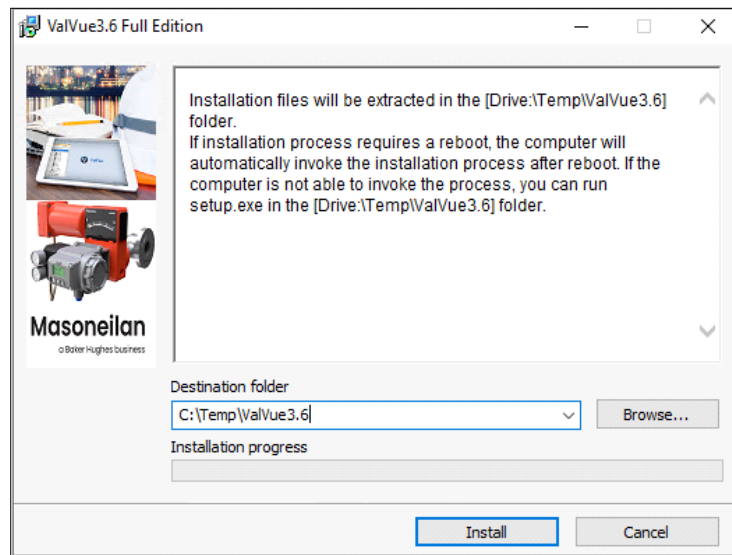 ValVue3.6 Full Edition
Installation files will be extracted in the [Drive:\Temp\ValVue3.6]
folder.
If installation process requires a reboot, the computer will
automatically invoke the installation process after reboot. If the
computer is not able to invoke the process, you can run
setup.exe in the [Drive:\Temp\ValVue3.6] folder.
Masoneilan
a Baker Hughes business
Destination folder
C:\Temp\ValVue3.6
Browse...
Installation progress
Install
Cancel